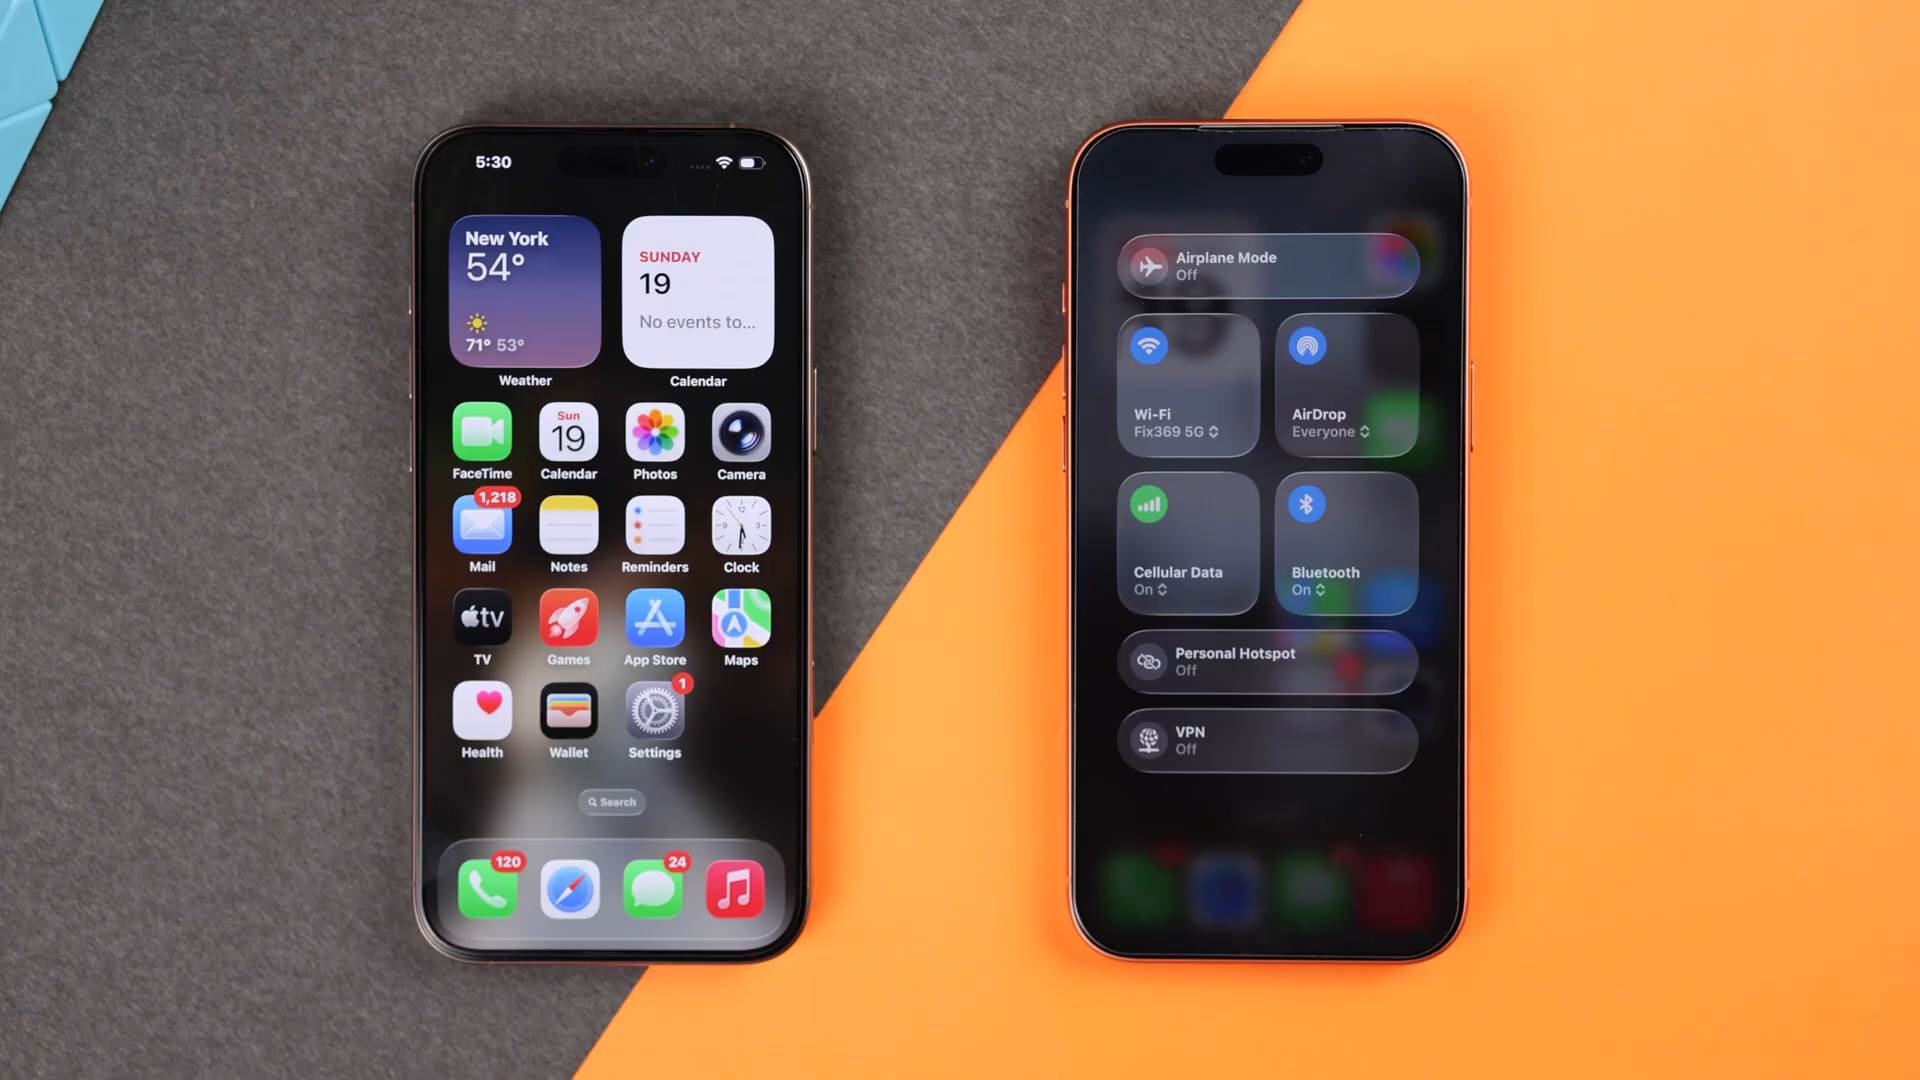 5:30
New York
54°
71° 53°
Weather
SUNDAY
19
No events to...
Calendar
FaceTime
Sun
19
Calendar
Photos
Camera
1,218
Mail
Notes
Reminders
12
3
9
Clock
tv
TV
Games
App Store
Maps
Health
Wallet
1
Settings
Search
120
24
Airplane Mode
Off
Wi-Fi
Fix369 5G
AirDrop
Everyone
Cellular Data
On
Bluetooth
On
Personal Hotspot
Off
VPN
Off